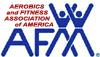 AEROBICS
and FITNESS
ASSOCIATION
of AMERICA
AFAA